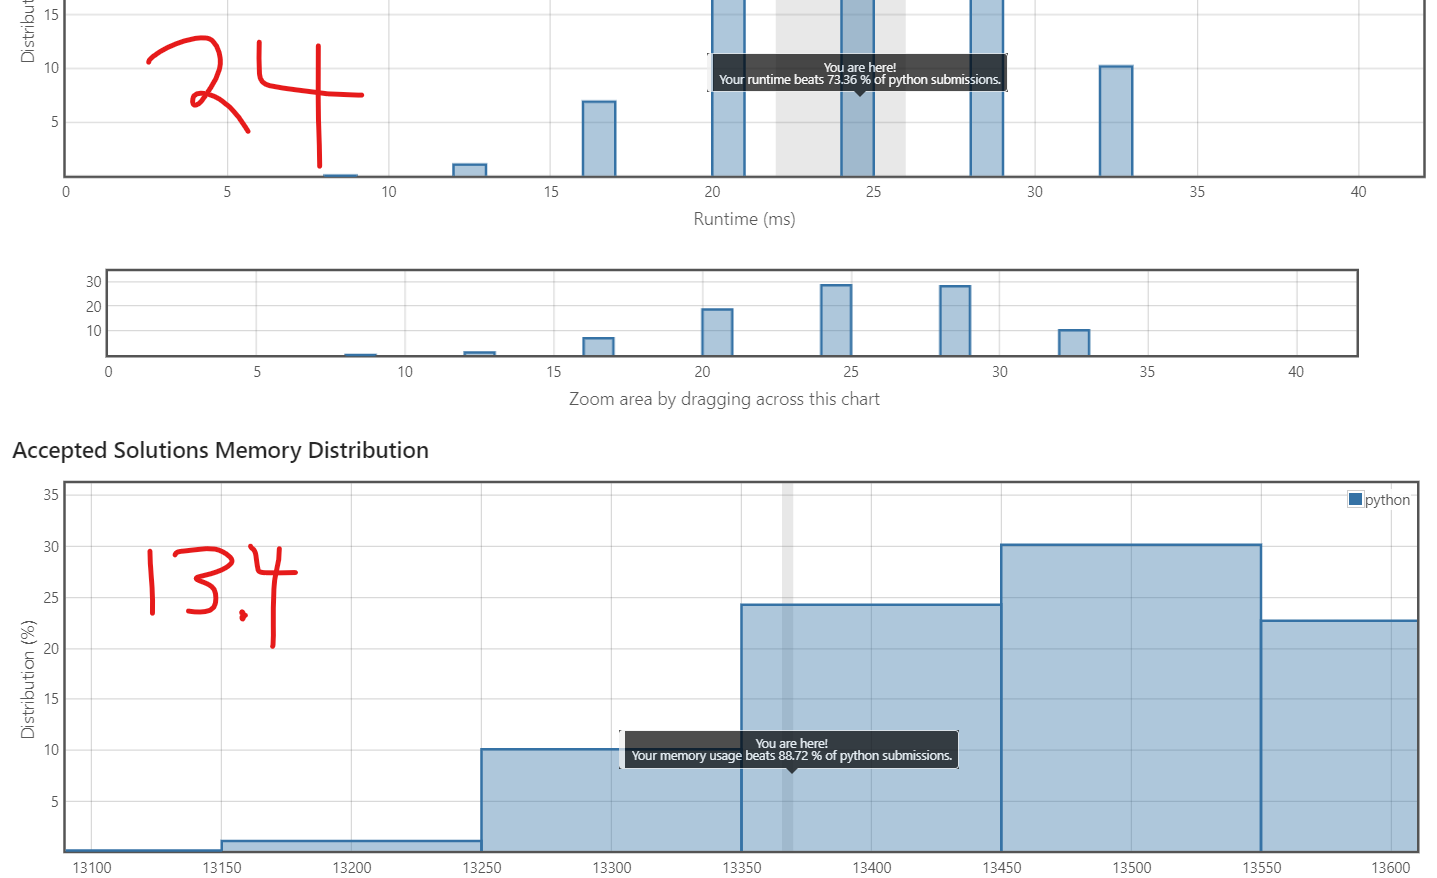 Distribut
15
10
5
24
You are here!
Your runtime beats 73.36 % of python submissions.
0 5 10 15 20 25 30 35 40
Runtime (ms)
30
20
10
0 5 10 15 20 25 30 35 40
Zoom area by dragging across this chart
Accepted Solutions Memory Distribution
python
Distribution (%)
35
30
25
20
15
10
5
13.4
You are here!
Your memory usage beats 88.72 % of python submissions.
13100 13150 13200 13250 13300 13350 13400 13450 13500 13550 13600